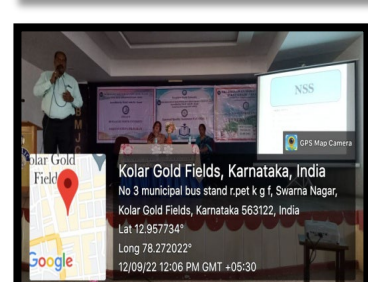 NSS
GPS Map Camera
olar Gold
Field
Google
Kolar Gold Fields, Karnataka, India
No 3 municipal bus stand r.pet k g f, Swarna Nagar,
Kolar Gold Fields, Karnataka 563122, India
Lat 12.957734°
Long 78.272022°
12/09/22 12:06 PM GMT +05:30